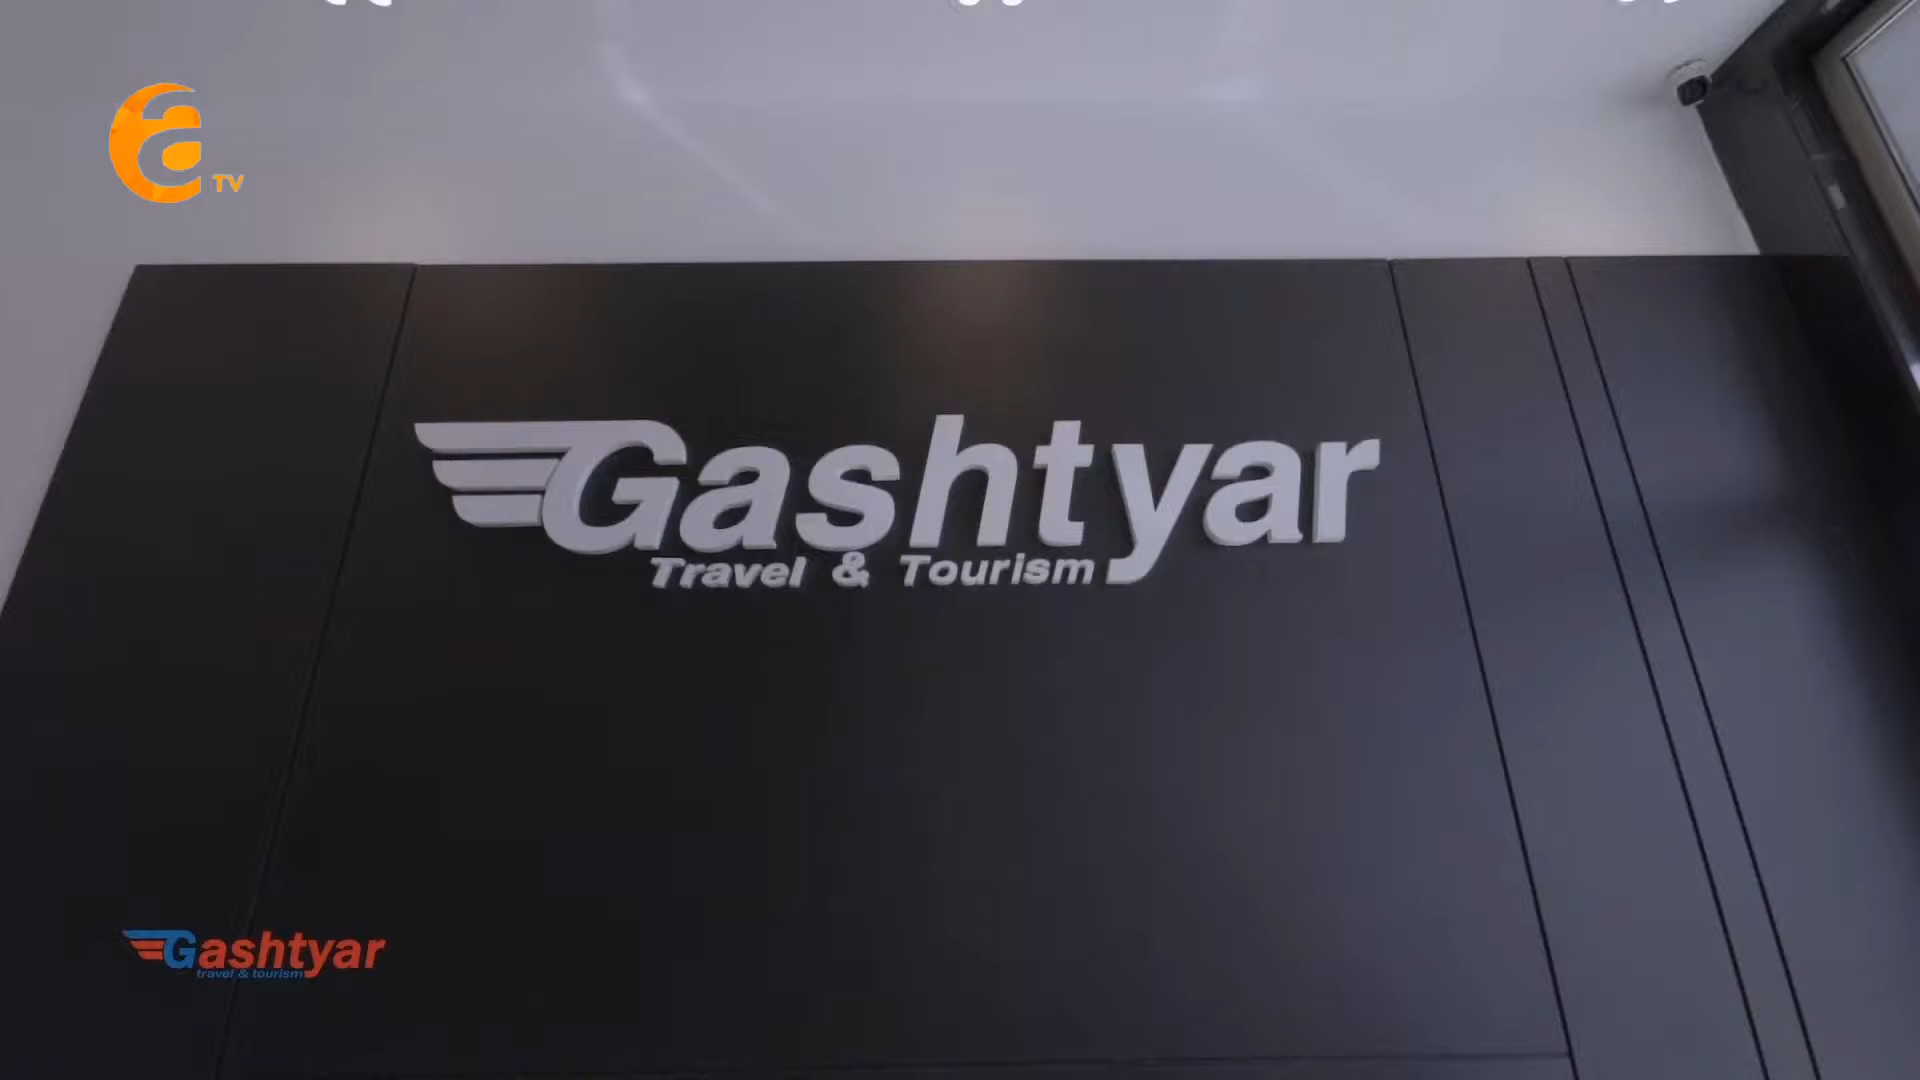 TV
Gashtyar
Travel & Tourism
Gashtyar
travel & tourism